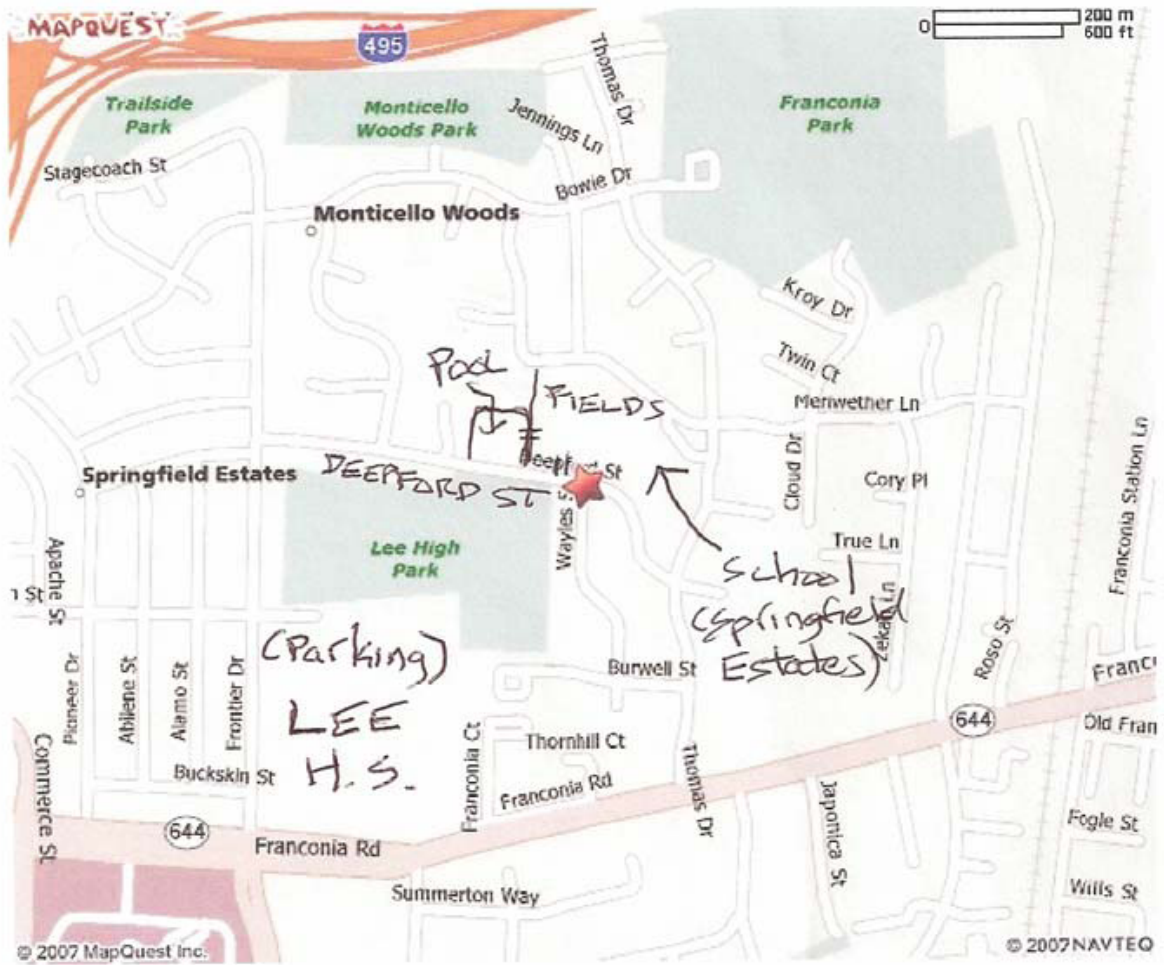 MAPQUEST
495
0
200 m
600 ft
Trailside
Park
Monticello
Woods Park
Jennings Ln
Thomas Dr
Franconia
Park
Stagecoach St
Bowie Dr
Monticello Woods
Kroy Dr
Twin Ct
POOL
FIELDS
Meriwether Ln
Springfield Estates
DEEPFORD ST
St
Wayles
Cloud Dr
Cory Pl
Franconia Station Ln
Lee High
Park
True Ln
School
(Springfield
Estates)
Apache St
n St
(Parking)
LEE
H.S.
Pioneer Dr
Abilene St
Alamo St
Frontier Dr
Burwell St
Roso St
Franc
644
Old Fran
Commerce St
Buckskin St
Franconia Ct
Thornhill Ct
Franconia Rd
Thomas Dr
Japonica St
Fogle St
644
Franconia Rd
Summerton Way
Wills St
© 2007 MapQuest Inc.
© 2007 NAVTEQ